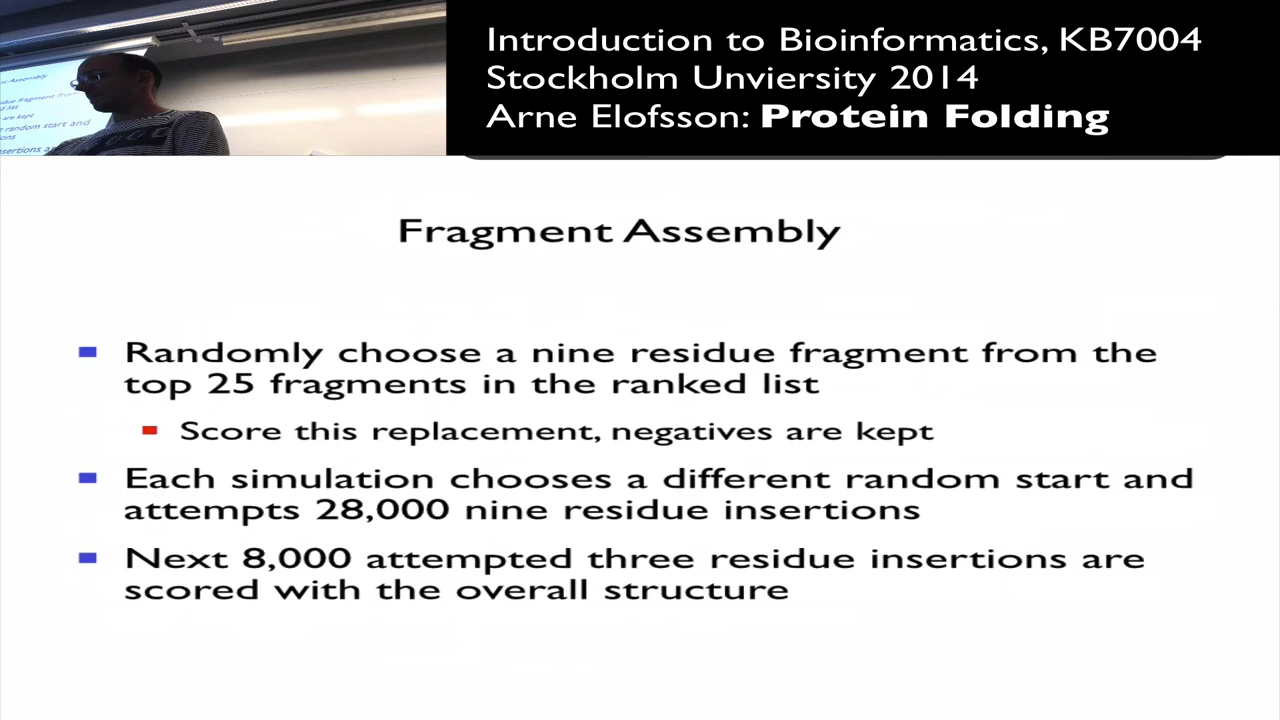 Introduction to Bioinformatics, KB7004
Stockholm Unviersity 2014
Arne Elofsson: Protein Folding
Fragment Assembly
Randomly choose a nine residue fragment from the
top 25 fragments in the ranked list
Score this replacement, negatives are kept
Each simulation chooses a different random start and
attempts 28,000 nine residue insertions
Next 8,000 attempted three residue insertions are
scored with the overall structure